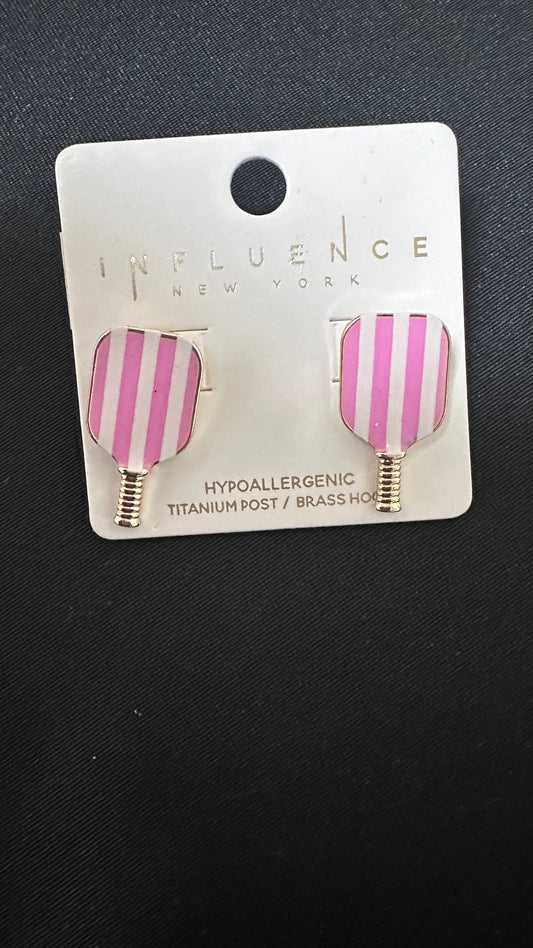 INFLUENCE
NEW YORK
HYPOALLERGENIC
TITANIUM POST / BRASS